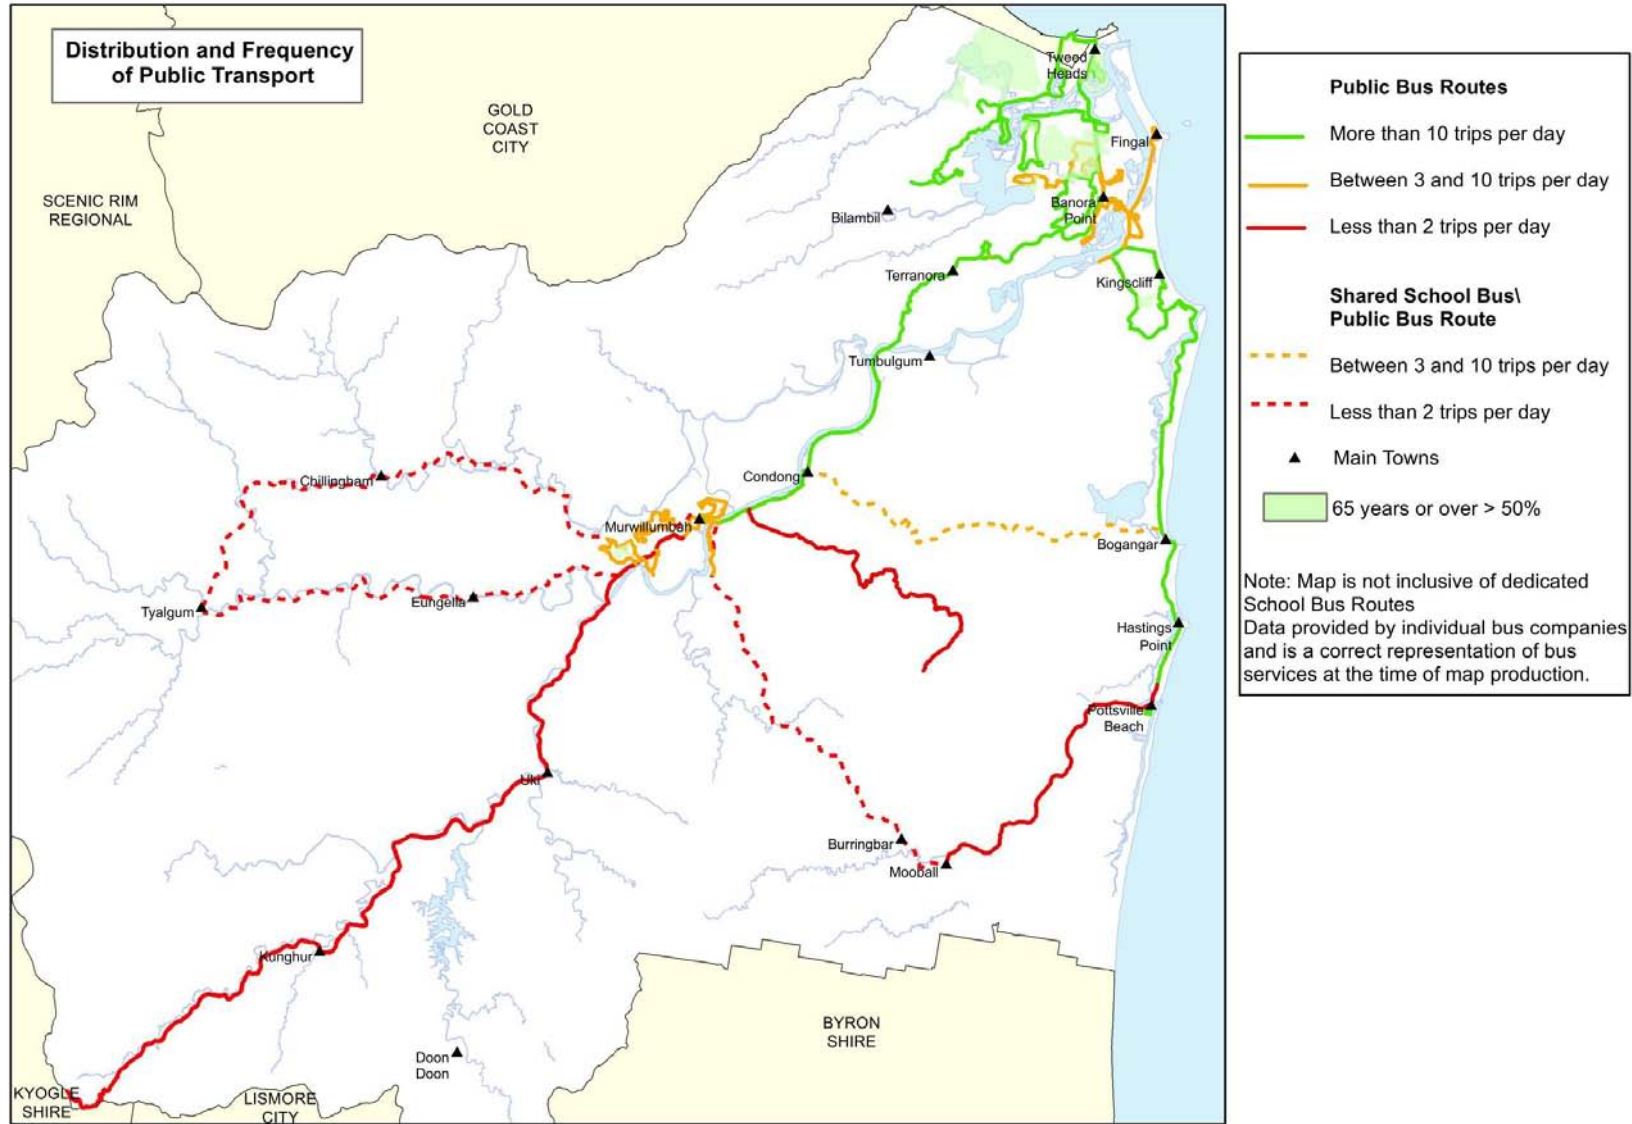 Distribution and Frequency
of Public Transport
GOLD
COAST
CITY
SCENIC RIM
REGIONAL
Tweed
Heads
Fingal
Banora
Point
Bilambil
Terranora
Kingscliff
Tumbulgum
Condong
Chillingham
Murwillumbah
Bogangar
Tyalgum
Eungella
Hastings
Point
Pottsville
Beach
Uki
Burringbar
Mooball
Kunghur
Doon
Doon
BYRON
SHIRE
KYOGLE
SHIRE
LISMORE
CITY
Public Bus Routes
More than 10 trips per day
Between 3 and 10 trips per day
Less than 2 trips per day
Shared School Bus\
Public Bus Route
Between 3 and 10 trips per day
Less than 2 trips per day
Main Towns
65 years or over > 50%
Note: Map is not inclusive of dedicated
School Bus Routes
Data provided by individual bus companies
and is a correct representation of bus
services at the time of map production.